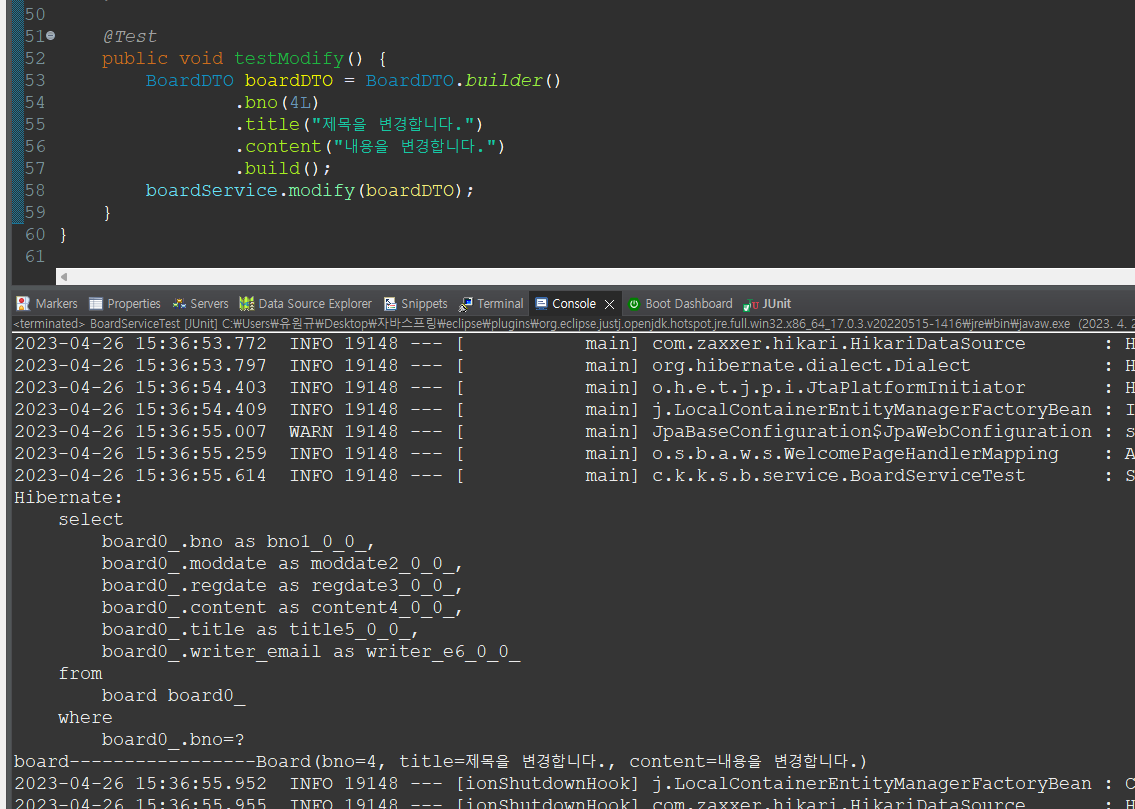 50
51 @Test
52 public void testModify() {
53 BoardDTO boardDTO = BoardDTO.builder()
54 .bno(4L)
55 .title("제목을 변경합니다.")
56 .content("내용을 변경합니다.")
57 .build();
58 boardService.modify(boardDTO);
59 }
60 }
61
Markers Properties Servers Data Source Explorer Snippets Terminal Console Boot Dashboard JUnit
<terminated> BoardServiceTest [JUnit] C:₩Users₩유원규₩Desktop₩자바스프링₩eclipse₩plugins₩org.eclipse.justj.openjdk.hotspot.jre.full.win32.x86_64_17.0.3.v20220515-1416₩jre₩bin₩javaw.exe (2023. 4. 2
2023-04-26 15:36:53.772 INFO 19148 --- [ main] com.zaxxer.hikari.HikariDataSource : H
2023-04-26 15:36:53.797 INFO 19148 --- [ main] org.hibernate.dialect.Dialect : H
2023-04-26 15:36:54.403 INFO 19148 --- [ main] o.h.e.t.j.p.i.JtaPlatformInitiator : H
2023-04-26 15:36:54.409 INFO 19148 --- [ main] j.LocalContainerEntityManagerFactoryBean : I
2023-04-26 15:36:55.007 WARN 19148 --- [ main] JpaBaseConfiguration$JpaWebConfiguration : s
2023-04-26 15:36:55.259 INFO 19148 --- [ main] o.s.b.a.w.s.WelcomePageHandlerMapping : A
2023-04-26 15:36:55.614 INFO 19148 --- [ main] c.k.k.s.b.service.BoardServiceTest : S
Hibernate:
select
board0_.bno as bno1_0_0_,
board0_.moddate as moddate2_0_0_,
board0_.regdate as regdate3_0_0_,
board0_.content as content4_0_0_,
board0_.title as title5_0_0_,
board0_.writer_email as writer_e6_0_0_
from
board board0_
where
board0_.bno=?
board-----------------Board(bno=4, title=제목을 변경합니다., content=내용을 변경합니다.)
2023-04-26 15:36:55.952 INFO 19148 --- [ionShutdownHook] j.LocalContainerEntityManagerFactoryBean : C
2023-04-26 15:36:55.955 INFO 19148 --- [ionShutdownHook] com.zaxxer.hikari.HikariDataSource : H